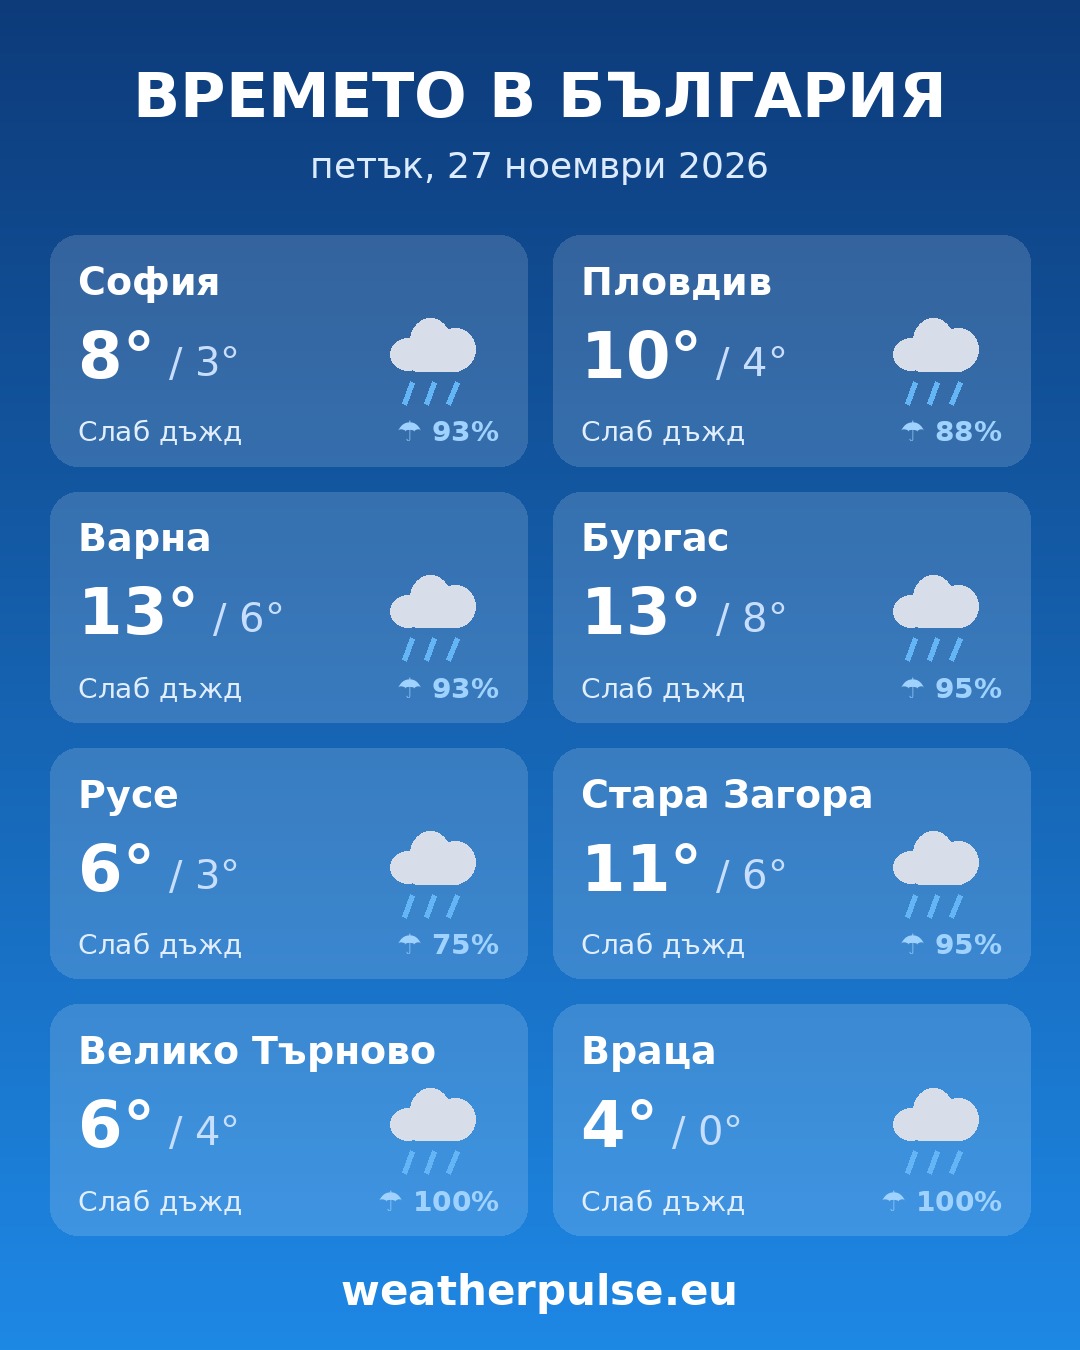 ВРЕМЕТО В БЪЛГАРИЯ
петък, 27 ноември 2026
София
8° / 3°
Слаб дъжд ☂ 93%
Пловдив
10° / 4°
Слаб дъжд ☂ 88%
Варна
13° / 6°
Слаб дъжд ☂ 93%
Бургас
13° / 8°
Слаб дъжд ☂ 95%
Русе
6° / 3°
Слаб дъжд ☂ 75%
Стара Загора
11° / 6°
Слаб дъжд ☂ 95%
Велико Търново
6° / 4°
Слаб дъжд ☂ 100%
Враца
4° / 0°
Слаб дъжд ☂ 100%
weatherpulse.eu